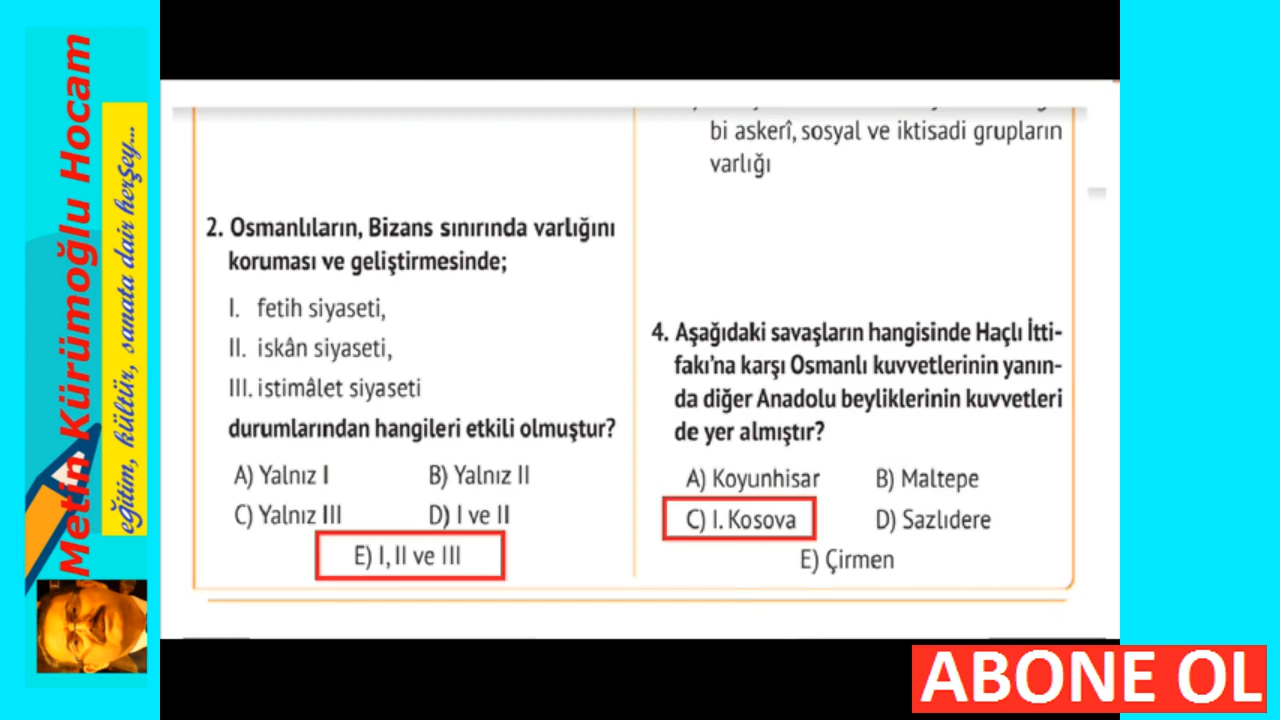 Metin Kürümoğlu Hocam
eğitim, kültür, sanata dair herşey...
2. Osmanlıların, Bizans sınırında varlığını
koruması ve geliştirmesinde;
I. fetih siyaseti,
II. iskân siyaseti,
III. istimâlet siyaseti
durumlarından hangileri etkili olmuştur?
A) Yalnız I B) Yalnız II
C) Yalnız III D) I ve II
E) I, II ve III
bi askerî, sosyal ve iktisadi grupların
varlığı
4. Aşağıdaki savaşların hangisinde Haçlı İtti-
fakı’na karşı Osmanlı kuvvetlerinin yanın-
da diğer Anadolu beyliklerinin kuvvetleri
de yer almıştır?
A) Koyunhisar B) Maltepe
C) I. Kosova D) Sazlıdere
E) Çirmen
ABONE OL